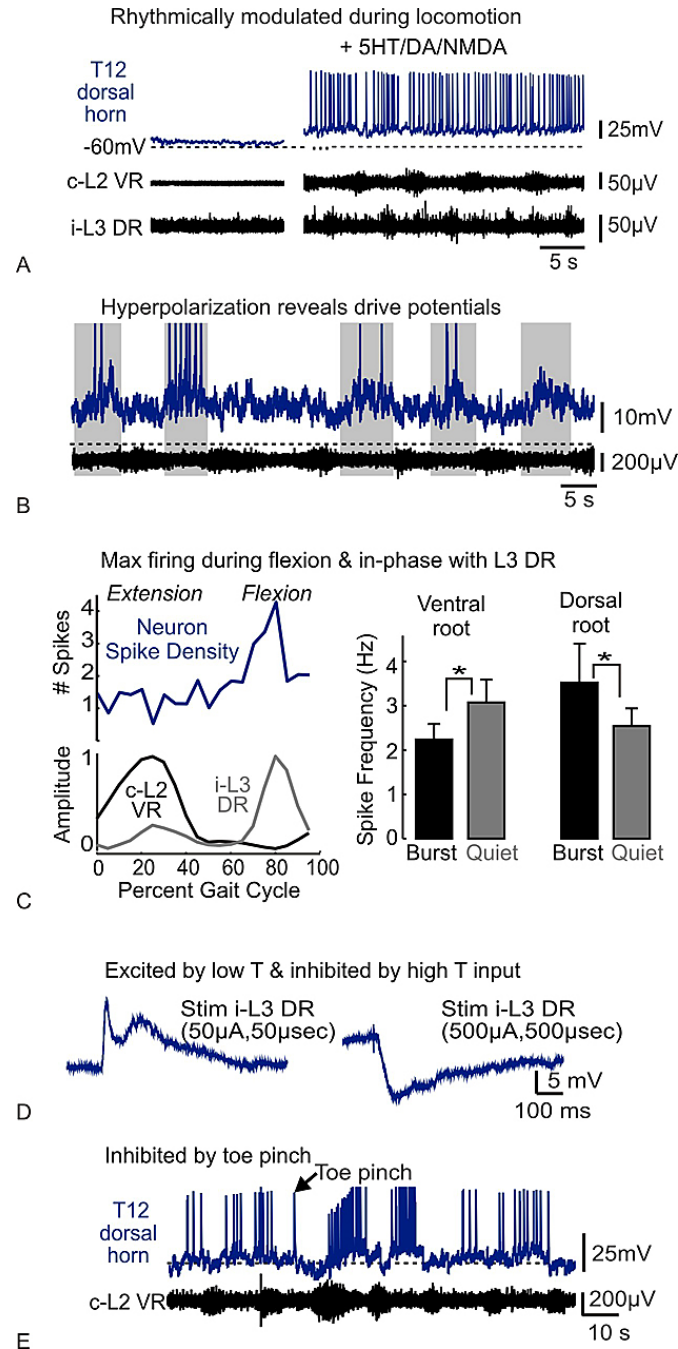 Rhythmically modulated during locomotion
+ 5HT/DA/NMDA
T12
dorsal
horn
-60mV
25mV
c-L2 VR
50µV
i-L3 DR
50µV
5 s
A
Hyperpolarization reveals drive potentials
10mV
200µV
5 s
B
Max firing during flexion & in-phase with L3 DR
Extension
Flexion
Neuron
Spike Density
# Spikes
4
3
2
1
Amplitude
1
0
c-L2
VR
i-L3
DR
0 20 40 60 80 100
Percent Gait Cycle
Ventral
root
Dorsal
root
Spike Frequency (Hz)
4
3
2
1
0
*
*
Burst Quiet
Burst Quiet
C
Excited by low T & inhibited by high T input
Stim i-L3 DR
(50µA,50µsec)
Stim i-L3 DR
(500µA,500µsec)
5 mV
100 ms
D
Inhibited by toe pinch
Toe pinch
T12
dorsal
horn
25mV
c-L2 VR
200µV
10 s
E